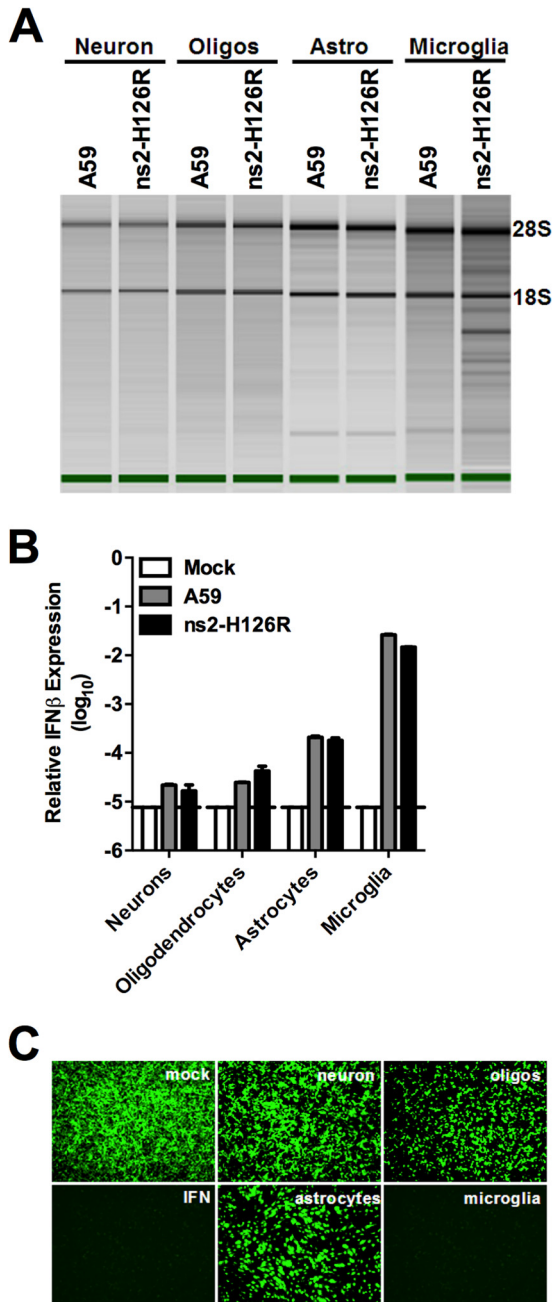 A
Neuron Oligos Astro Microglia
A59 ns2-H126R A59 ns2-H126R A59 ns2-H126R A59 ns2-H126R
28S
18S
B
Mock
A59
ns2-H126R
Relative IFNβ Expression
(log10)
0
-1
-2
-3
-4
-5
-6
Neurons
Oligodendrocytes
Astrocytes
Microglia
C
mock neuron oligos
IFN astrocytes microglia